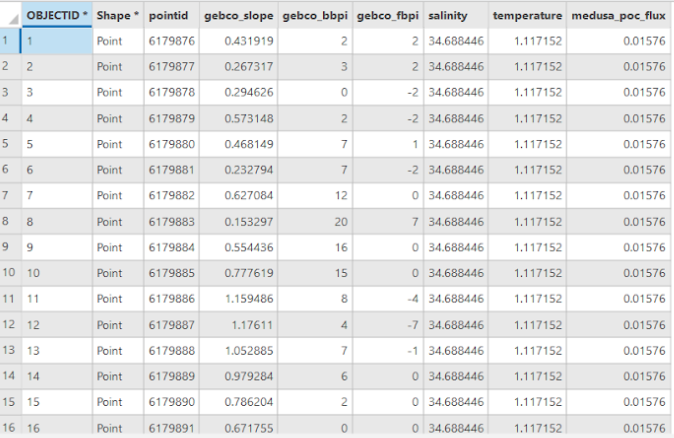 OBJECTID * Shape * pointid gebco_slope gebco_bbpi gebco_fbpi salinity temperature medusa_poc_flux
1 1 Point 6179876 0.431919 2 2 34.688446 1.117152 0.01576
2 2 Point 6179877 0.267317 3 2 34.688446 1.117152 0.01576
3 3 Point 6179878 0.294626 0 -2 34.688446 1.117152 0.01576
4 4 Point 6179879 0.573148 2 -2 34.688446 1.117152 0.01576
5 5 Point 6179880 0.468149 7 1 34.688446 1.117152 0.01576
6 6 Point 6179881 0.232794 7 -2 34.688446 1.117152 0.01576
7 7 Point 6179882 0.627084 12 0 34.688446 1.117152 0.01576
8 8 Point 6179883 0.153297 20 7 34.688446 1.117152 0.01576
9 9 Point 6179884 0.554436 16 0 34.688446 1.117152 0.01576
10 10 Point 6179885 0.777619 15 0 34.688446 1.117152 0.01576
11 11 Point 6179886 1.159486 8 -4 34.688446 1.117152 0.01576
12 12 Point 6179887 1.17611 4 -7 34.688446 1.117152 0.01576
13 13 Point 6179888 1.052885 7 -1 34.688446 1.117152 0.01576
14 14 Point 6179889 0.979284 6 0 34.688446 1.117152 0.01576
15 15 Point 6179890 0.786204 2 0 34.688446 1.117152 0.01576
16 16 Point 6179891 0.671755 0 0 34.688446 1.117152 0.01576